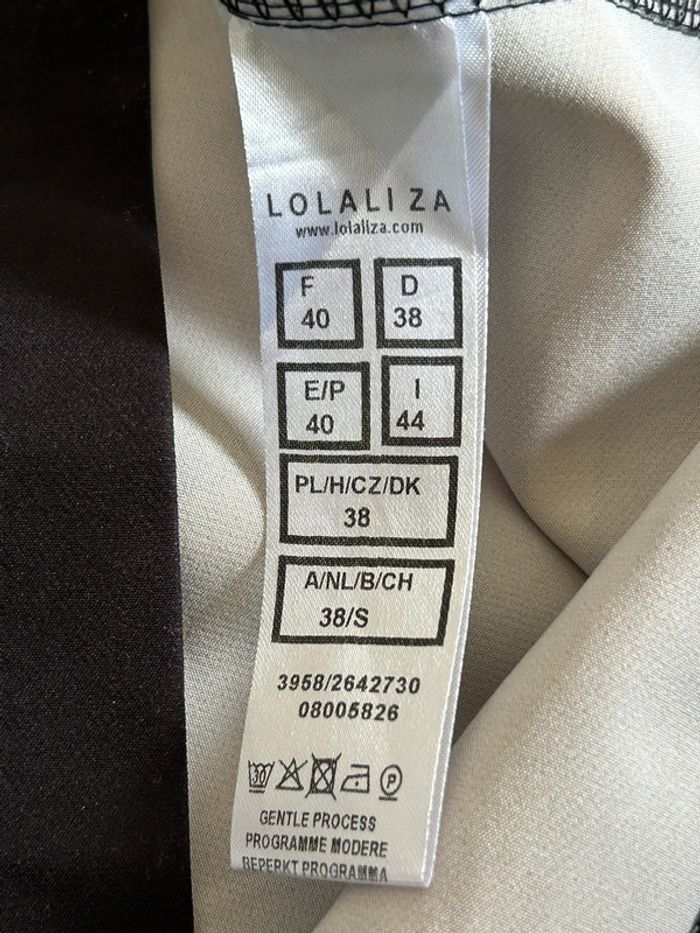 LOLALIZA
www.lolaliza.com
F
40
D
38
E/P
40
I
44
PL/H/CZ/DK
38
A/NL/B/CH
38/S
3958/2642730
08005826
30
P
GENTLE PROCESS
PROGRAMME MODERE
BEPERKT PROGRAMMA